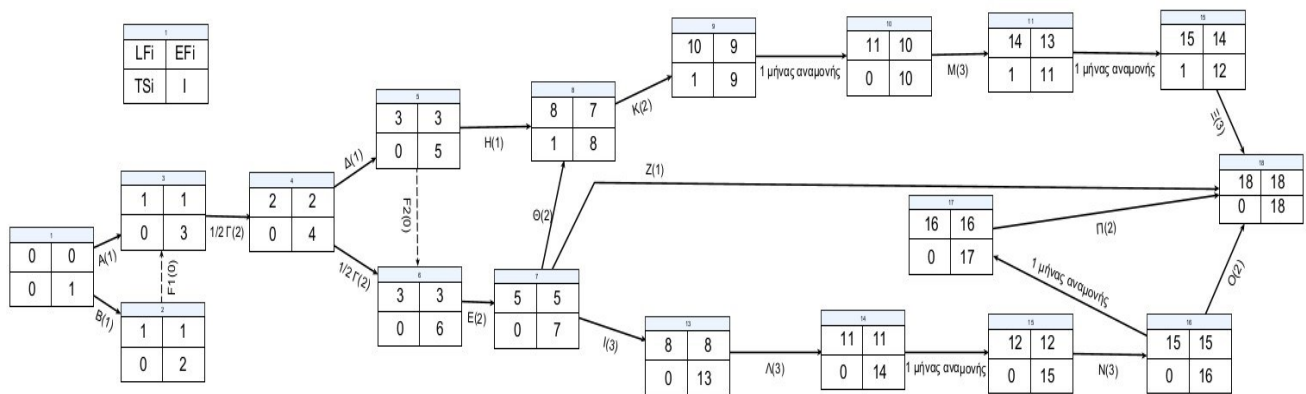 1
LFi EFi
TSi I
1
0 0
0 1
A(1)
B(1)
3
1 1
0 3
F1(0)
2
1 1
0 2
1/2 Γ(2)
4
2 2
0 4
Δ(1)
1/2 Γ(2)
5
3 3
0 5
F2(0)
6
3 3
0 6
H(1)
E(2)
8
8 7
1 8
Θ(2)
7
5 5
0 7
K(2)
9
10 9
1 9
1 μήνας αναμονής
10
11 10
0 10
M(3)
11
14 13
1 11
1 μήνας αναμονής
15 14
1 12
Ξ(3)
Z(1)
18
18 18
0 18
I(3)
13
8 8
0 13
Λ(3)
14
11 11
0 14
1 μήνας αναμονής
15
12 12
0 15
N(3)
16
15 15
0 16
1 μήνας αναμονής
17
16 16
0 17
Π(2)
O(2)